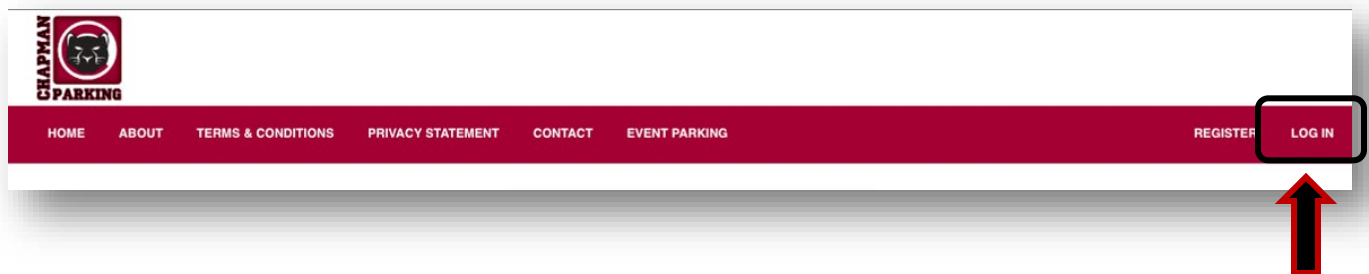 CHAPMAN
PARKING
HOME ABOUT TERMS & CONDITIONS PRIVACY STATEMENT CONTACT EVENT PARKING REGISTER LOG IN